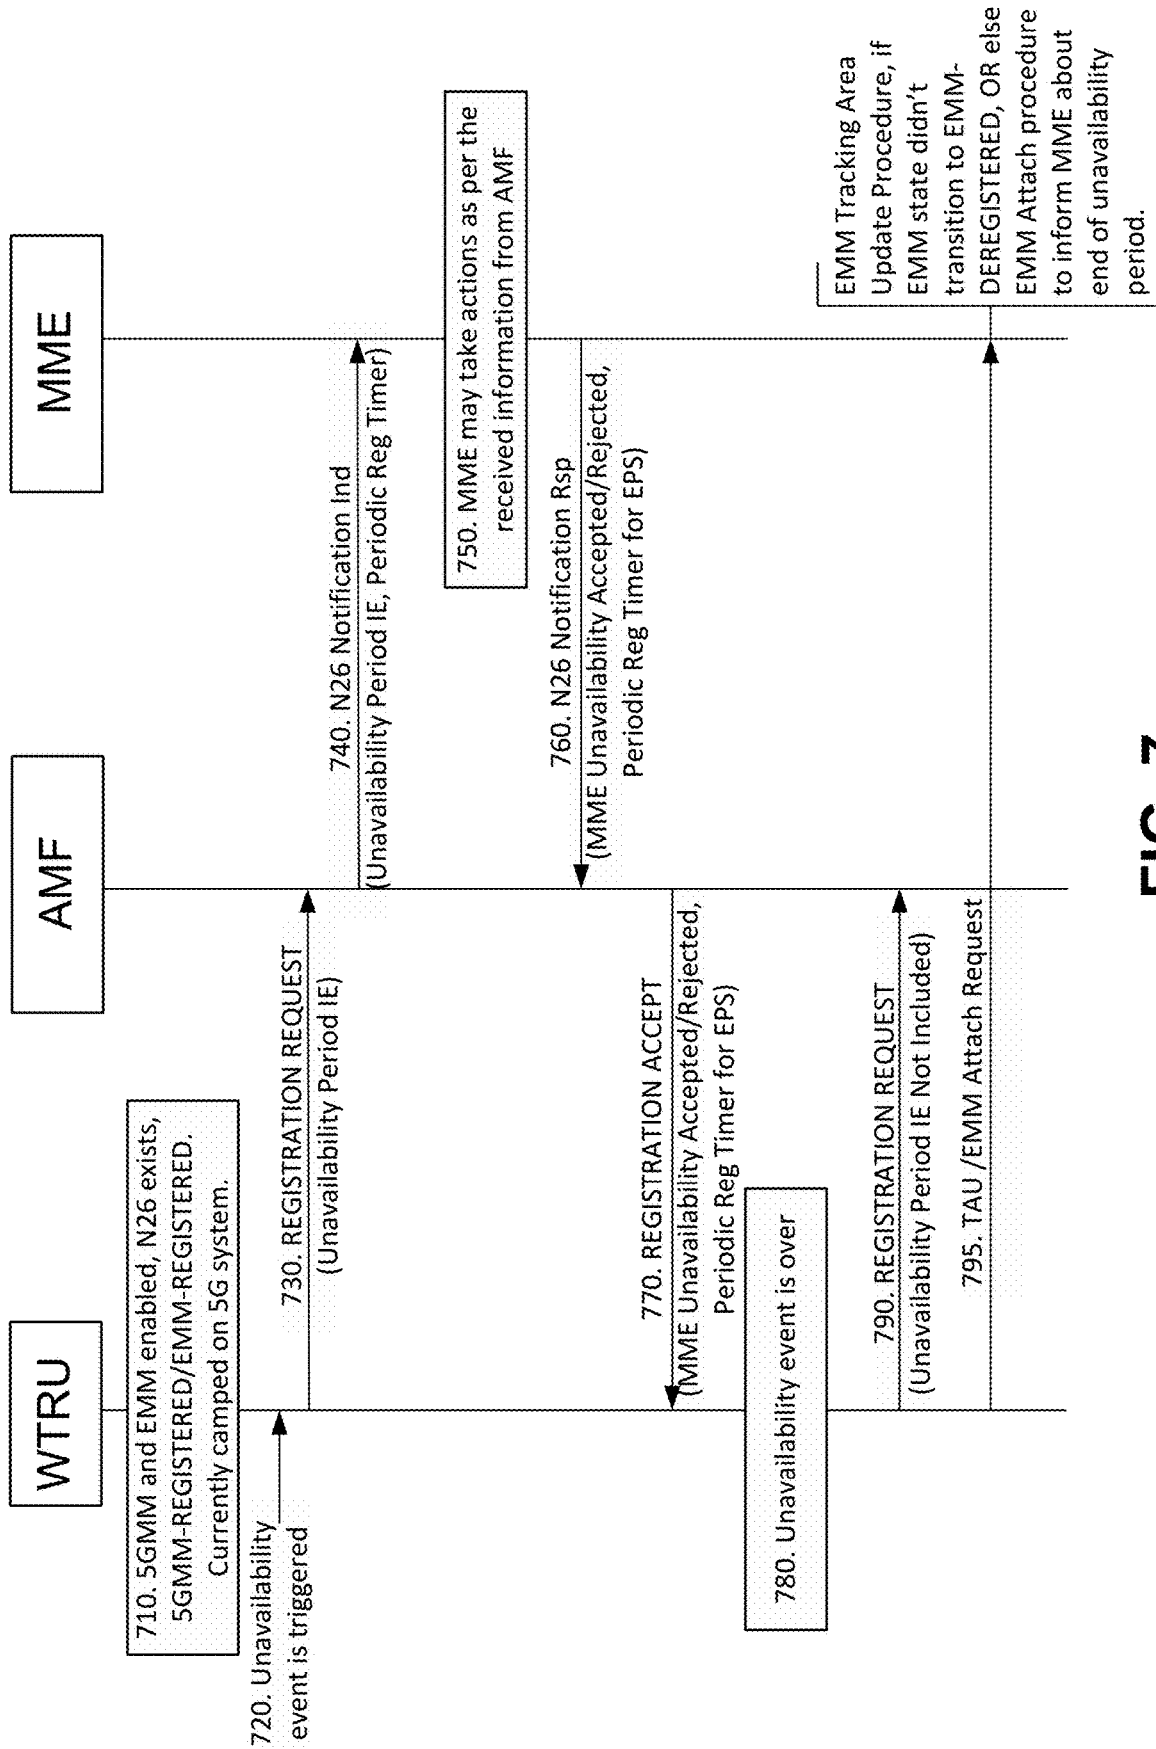 WTRU
AMF
MME
710. 5GMM and EMM enabled, N26 exists,
5GMM-REGISTERED/EMM-REGISTERED.
Currently camped on 5G system.
720. Unavailability
event is triggered
730. REGISTRATION REQUEST
(Unavailability Period IE)
740. N26 Notification Ind
(Unavailability Period IE, Periodic Reg Timer)
750. MME may take actions as per the
received information from AMF
760. N26 Notification Rsp
(MME Unavailability Accepted/Rejected,
Periodic Reg Timer for EPS)
770. REGISTRATION ACCEPT
(MME Unavailability Accepted/Rejected,
Periodic Reg Timer for EPS)
780. Unavailability event is over
790. REGISTRATION REQUEST
(Unavailability Period IE Not Included)
795. TAU /EMM Attach Request
EMM Tracking Area
Update Procedure, if
EMM state didn't
transition to EMM-
DEREGISTERED, OR else
EMM Attach procedure
to inform MME about
end of unavailability
period.
FIG. 7